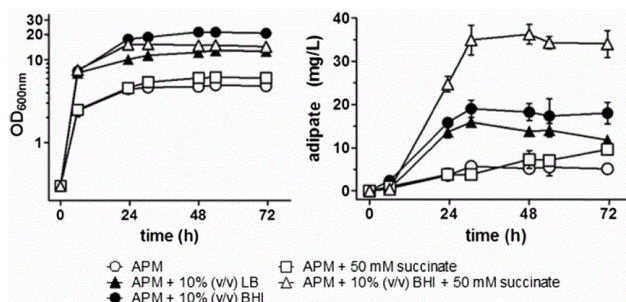 30
20
10
1
OD600nm
0 24 48 72
time (h)
40
30
20
10
0
adipate (mg/L)
0 24 48 72
time (h)
APM
APM + 10% (v/v) LB
APM + 10% (v/v) BHI
APM + 50 mM succinate
APM + 10% (v/v) BHI + 50 mM succinate